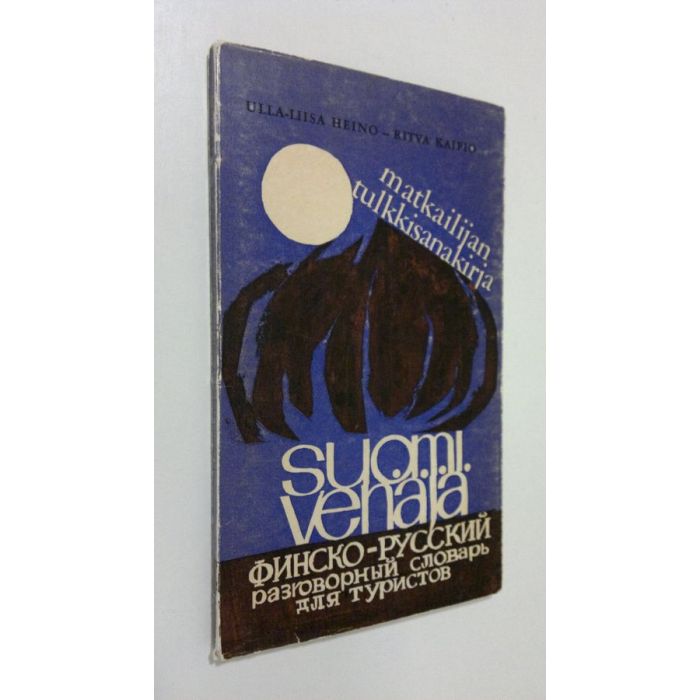 ULLA-LIISA HEINO – RITVA KAIPIO
matkailijan
tulkkisanakirja
suomi
venäjä
ФИНСКО-РУССКИЙ
разговорный словарь
для туристов